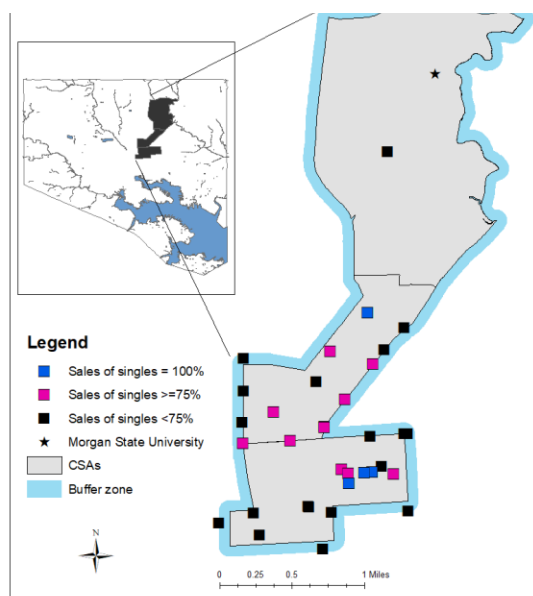 Legend
Sales of singles = 100%
Sales of singles >=75%
Sales of singles <75%
Morgan State University
CSAs
Buffer zone
N
0 0.25 0.5 1 Miles